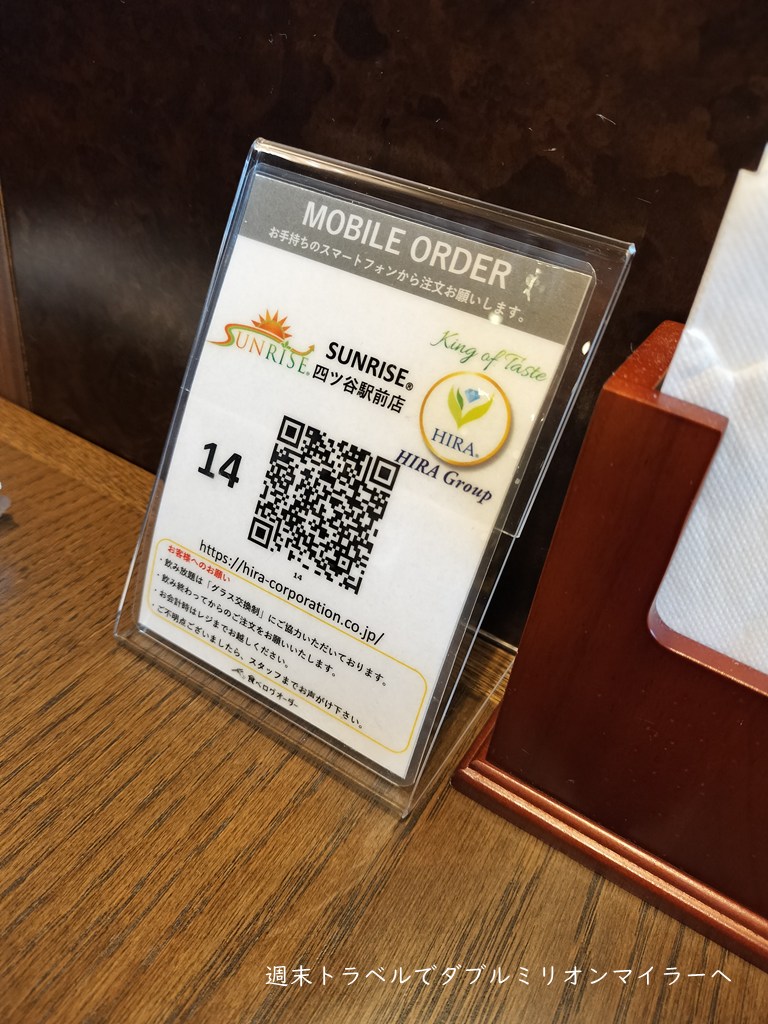 MOBILE ORDER
お手持ちのスマートフォンから注文お願いします。
SUNRISE®
SUNRISE®
四ツ谷駅前店
King of Taste
HIRA®
HIRA Group
14
14
https://hira-corporation.co.jp/
お客様へのお願い
・飲み放題は「グラス交換制」にご協力いただいております。
・飲み終わってからのご注文をお願いいたします。
・お会計時はレジまでお越しください。
・ご不明点ございましたら、スタッフまでお声がけ下さい。
食べログオーダー
週末トラベルでダブルミリオンマイラーへ